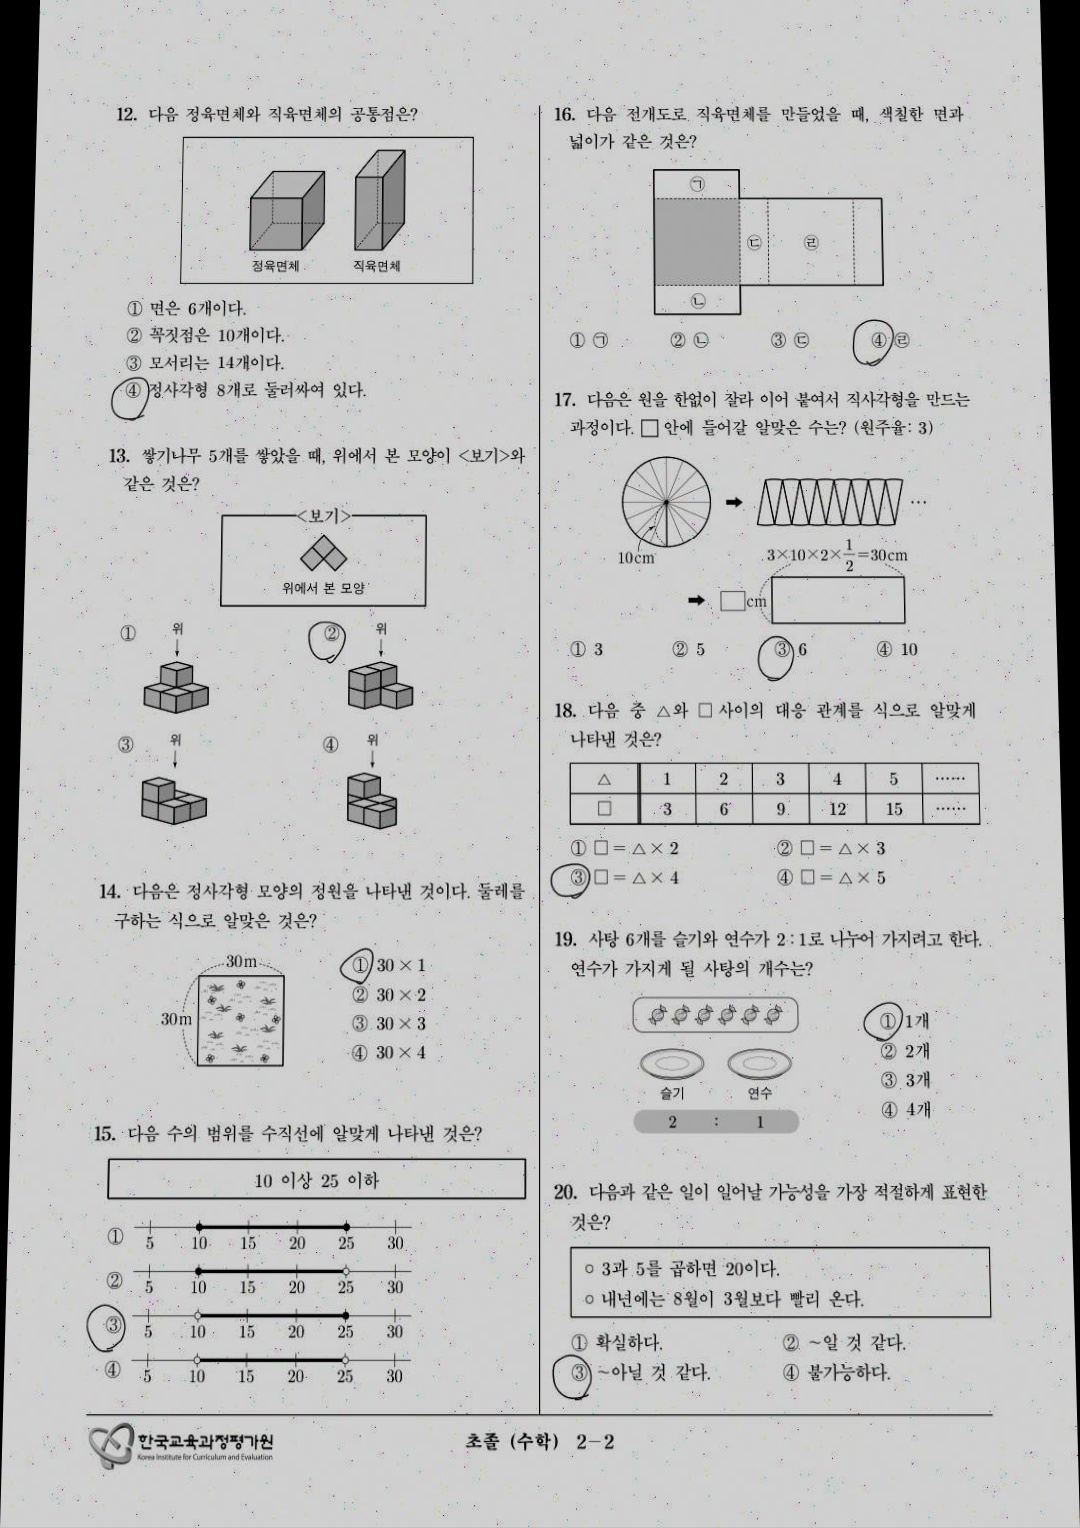 12. 다음 정육면체와 직육면체의 공통점은?
정육면체 직육면체
① 면은 6개이다.
② 꼭짓점은 10개이다.
③ 모서리는 14개이다.
④ 정사각형 8개로 둘러싸여 있다.
13. 쌓기나무 5개를 쌓았을 때, 위에서 본 모양이 <보기>와
같은 것은?
<보기>
위에서 본 모양
① 위
② 위
③ 위
④ 위
14. 다음은 정사각형 모양의 정원을 나타낸 것이다. 둘레를
구하는 식으로 알맞은 것은?
30m
30m
① 30 × 1
② 30 × 2
③ 30 × 3
④ 30 × 4
15. 다음 수의 범위를 수직선에 알맞게 나타낸 것은?
10 이상 25 이하
① 5 10 15 20 25 30
② 5 10 15 20 25 30
③ 5 10 15 20 25 30
④ 5 10 15 20 25 30
16. 다음 전개도로 직육면체를 만들었을 때, 색칠한 면과
넓이가 같은 것은?
㉠
㉢ ㉣
㉡
① ㉠ ② ㉡ ③ ㉢ ④ ㉣
17. 다음은 원을 한없이 잘라 이어 붙여서 직사각형을 만드는
과정이다. □ 안에 들어갈 알맞은 수는? (원주율: 3)
➡ …
10cm
3×10×2×1/2=30cm
➡ □cm
① 3 ② 5 ③ 6 ④ 10
18. 다음 중 △와 □ 사이의 대응 관계를 식으로 알맞게
나타낸 것은?
△ 1 2 3 4 5 ……
□ 3 6 9 12 15 ……
① □ = △ × 2 ② □ = △ × 3
③ □ = △ × 4 ④ □ = △ × 5
19. 사탕 6개를 슬기와 연수가 2 : 1로 나누어 가지려고 한다.
연수가 가지게 될 사탕의 개수는?
슬기 연수
2 : 1
① 1개
② 2개
③ 3개
④ 4개
20. 다음과 같은 일이 일어날 가능성을 가장 적절하게 표현한
것은?
○ 3과 5를 곱하면 20이다.
○ 내년에는 8월이 3월보다 빨리 온다.
① 확실하다. ② ~일 것 같다.
③ ~아닐 것 같다. ④ 불가능하다.
한국교육과정평가원
Korea Institute for Curriculum and Evaluation
초졸 (수학) 2-2